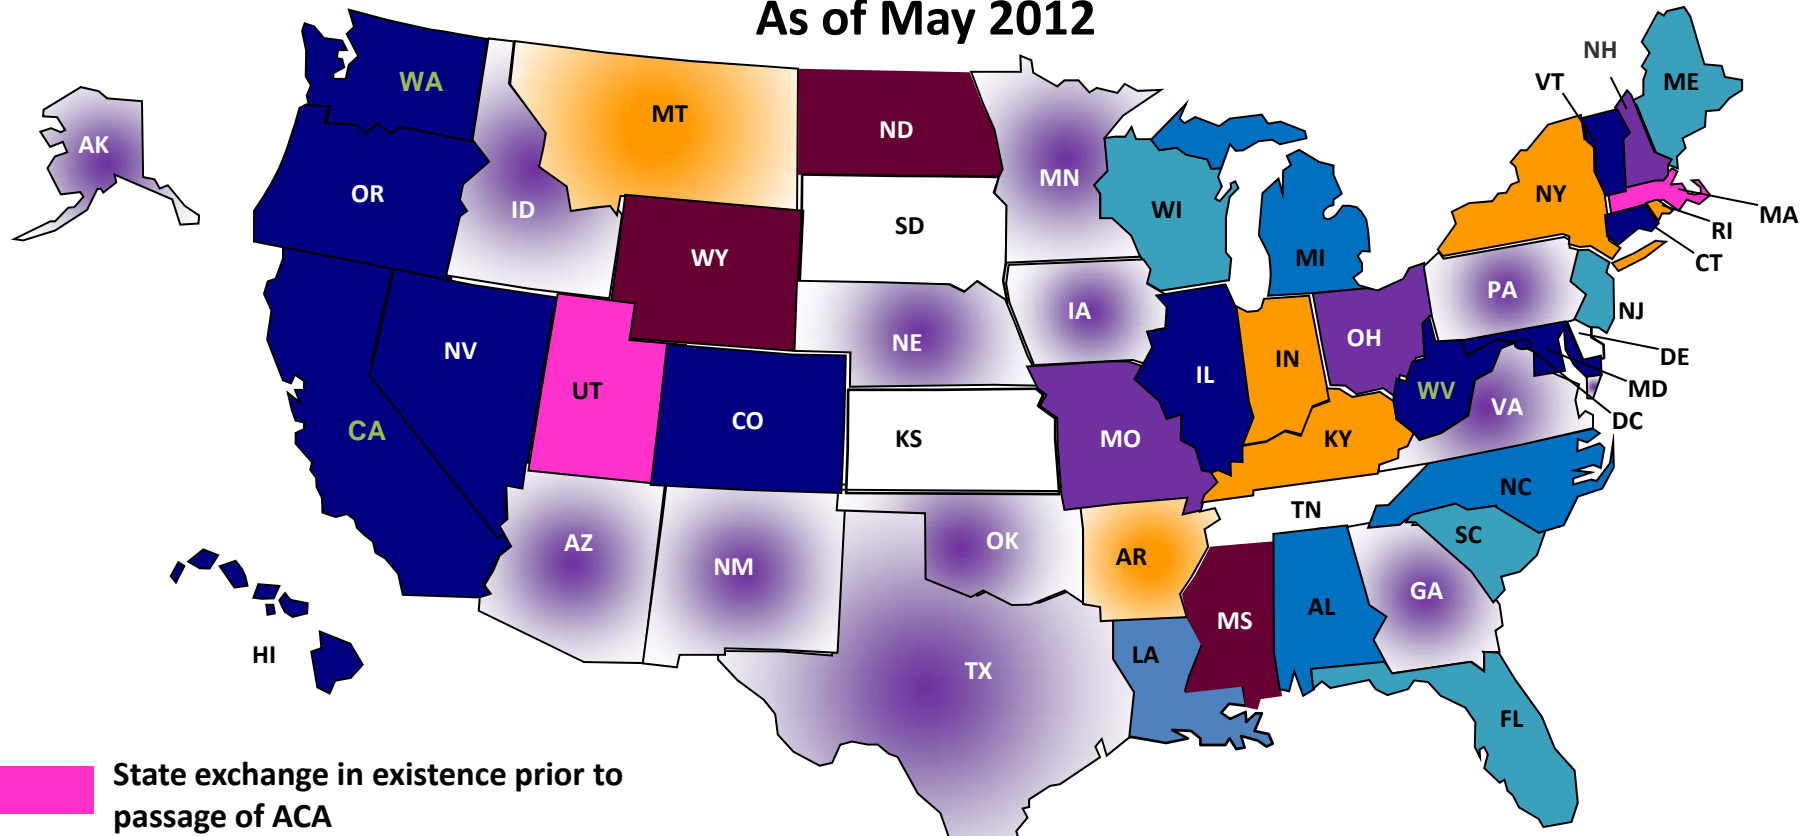 As of May 2012
NH
VT
ME
WA
MT
ND
AK
MN
OR
ID
NY
WI
MA
SD
RI
WY
MI
CT
PA
IA
NJ
NE
OH
NV
DE
IN
IL
UT
MD
WV
VA
CO
DC
CA
KS
MO
KY
NC
TN
AZ
OK
SC
NM
AR
GA
AL
MS
HI
LA
TX
FL
State exchange in existence prior to
passage of ACA